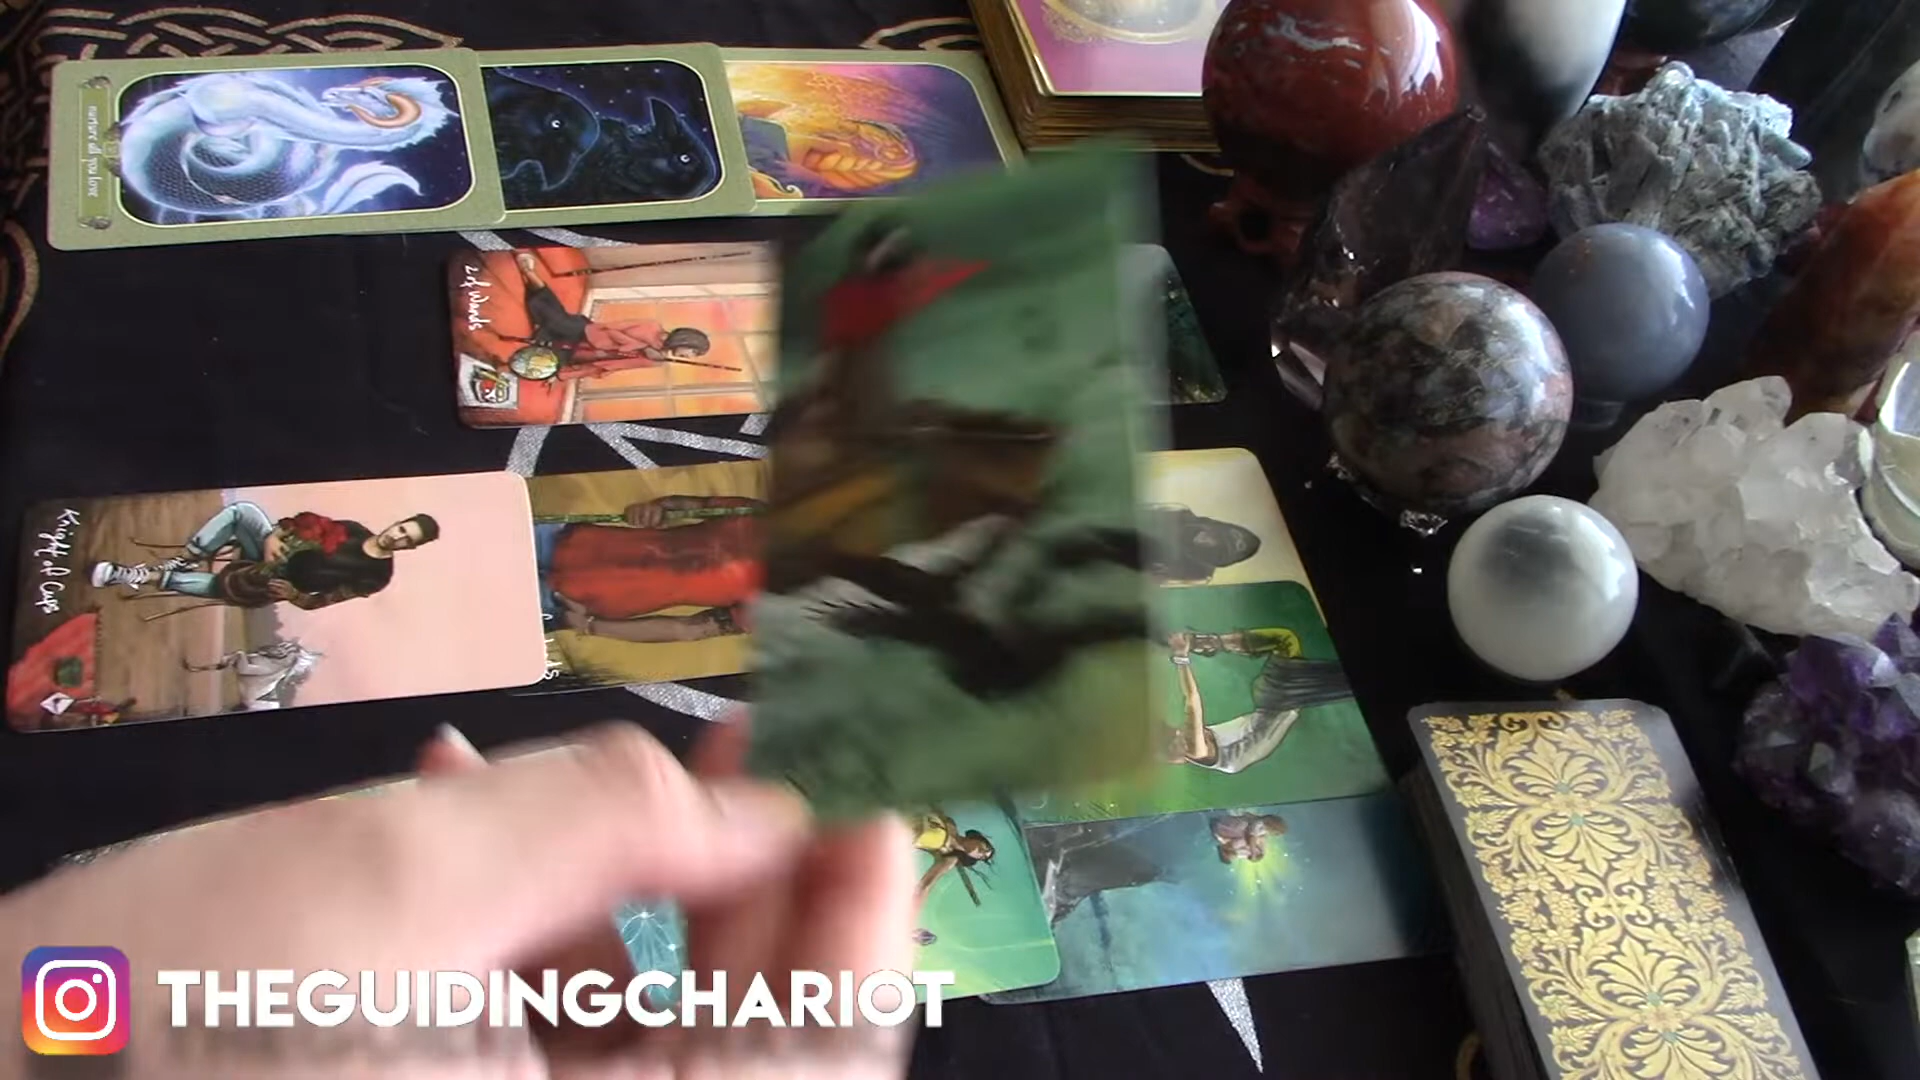 nurture all you love
2 of Wands
Knight of Cups
THEGUIDINGCHARIOT